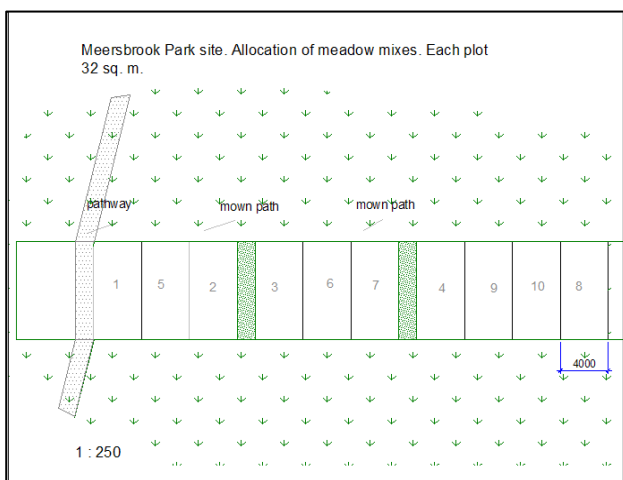 Meersbrook Park site. Allocation of meadow mixes. Each plot
32 sq. m.
pathway
mown path
mown path
1
5
2
3
6
7
4
9
10
8
4000
1 : 250